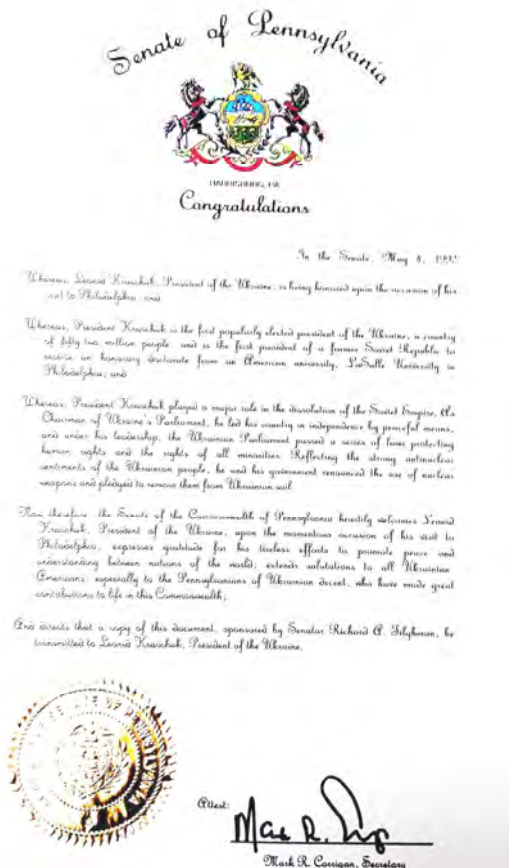 Senate of Pennsylvania
HARRISBURG, PA
Congratulations
In the Senate, May 8, 1992
Whereas, Leonid Kravchuk, President of the Ukraine, is being honored upon the occasion of his
visit to Philadelphia; and
Whereas, President Kravchuk is the first popularly elected president of the Ukraine, a country
of fifty two million people, and is the first president of a former Soviet Republic to
receive an honorary doctorate from an American university, LaSalle University in
Philadelphia; and
Whereas, President Kravchuk played a major role in the dissolution of the Soviet Empire. As
Chairman of Ukraine's Parliament, he led his country to independence by peaceful means,
and under his leadership, the Ukrainian Parliament passed a series of laws protecting
human rights and the rights of all minorities. Reflecting the strong antinuclear
sentiments of the Ukrainian people, he and his government renounced the use of nuclear
weapons and pledged to remove them from Ukrainian soil.
Now therefore, the Senate of the Commonwealth of Pennsylvania heartily welcomes Leonid
Kravchuk, President of the Ukraine, upon the momentous occasion of his visit to
Philadelphia; expresses gratitude for his tireless efforts to promote peace and
understanding between nations of the world; extends salutations to all Ukrainian
Americans, especially to the Pennsylvanians of Ukrainian decent, who have made great
contributions to life in this Commonwealth;
And directs that a copy of this document, sponsored by Senator Richard A. be
transmitted to Leonid Kravchuk, President of the Ukraine.
SENATE OF PENNSYLVANIA
Attest:
Mark R. Corrigan, Secretary